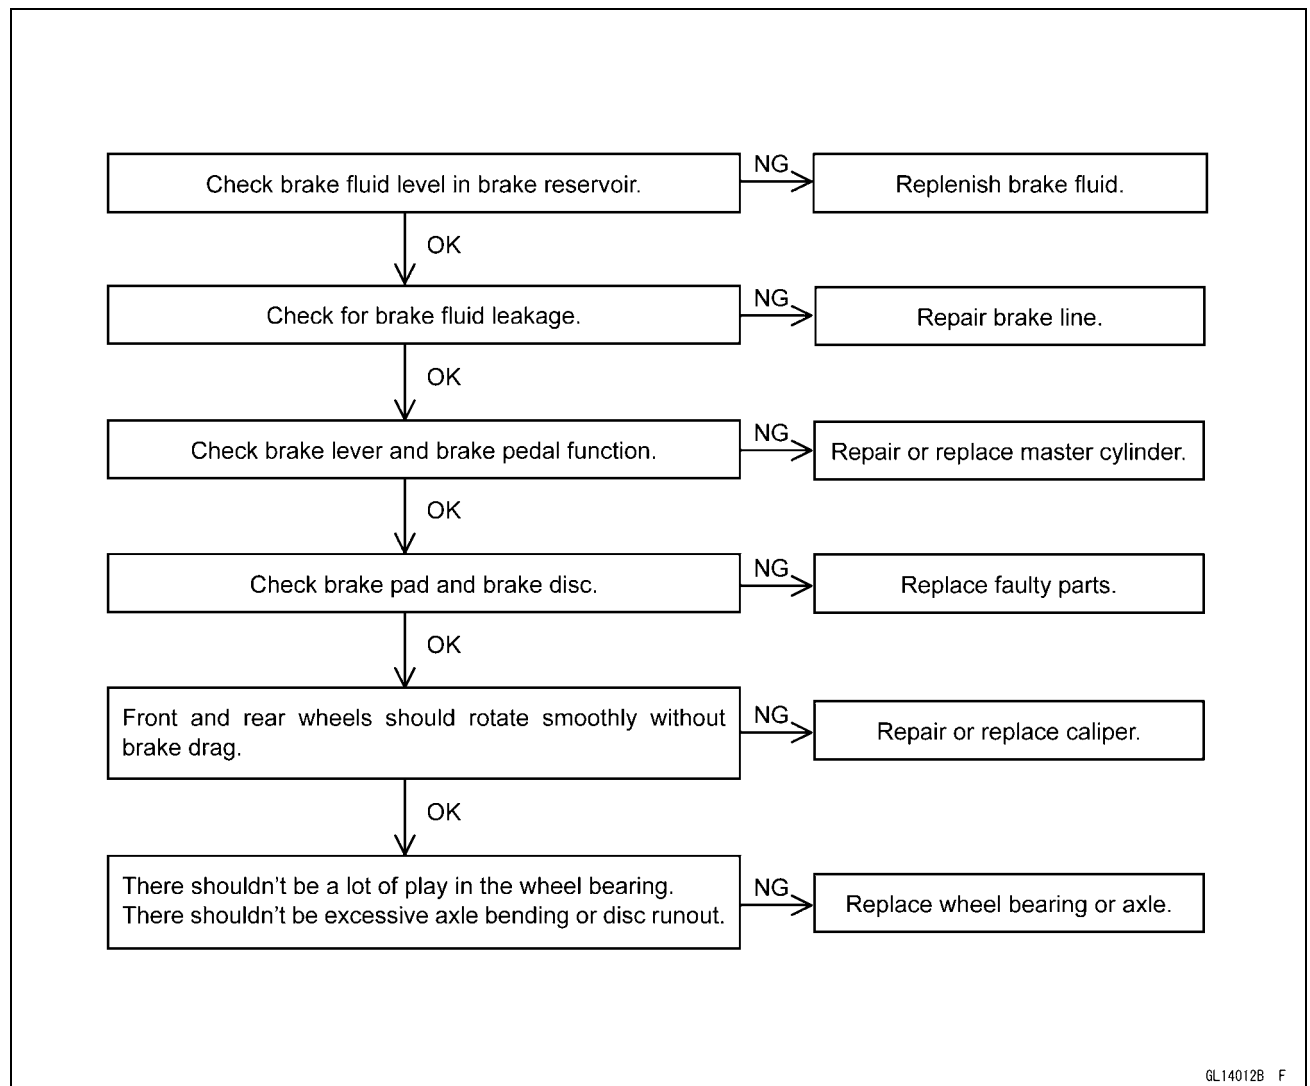 Check brake fluid level in brake reservoir.
NG
Replenish brake fluid.
OK
Check for brake fluid leakage.
NG
Repair brake line.
OK
Check brake lever and brake pedal function.
NG
Repair or replace master cylinder.
OK
Check brake pad and brake disc.
NG
Replace faulty parts.
OK
Front and rear wheels should rotate smoothly without
brake drag.
NG
Repair or replace caliper.
OK
There shouldn't be a lot of play in the wheel bearing.
There shouldn't be excessive axle bending or disc runout.
NG
Replace wheel bearing or axle.
GL14012B F